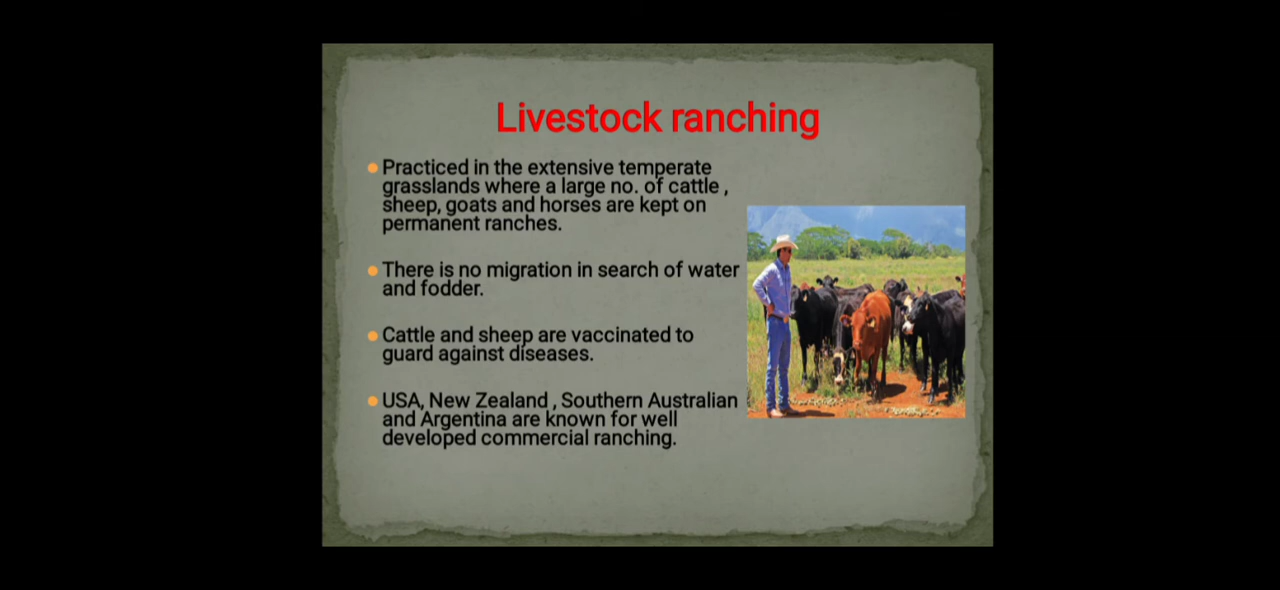 Livestock ranching
Practiced in the extensive temperate
grasslands where a large no. of cattle ,
sheep, goats and horses are kept on
permanent ranches.
There is no migration in search of water
and fodder.
Cattle and sheep are vaccinated to
guard against diseases.
USA, New Zealand , Southern Australian
and Argentina are known for well
developed commercial ranching.